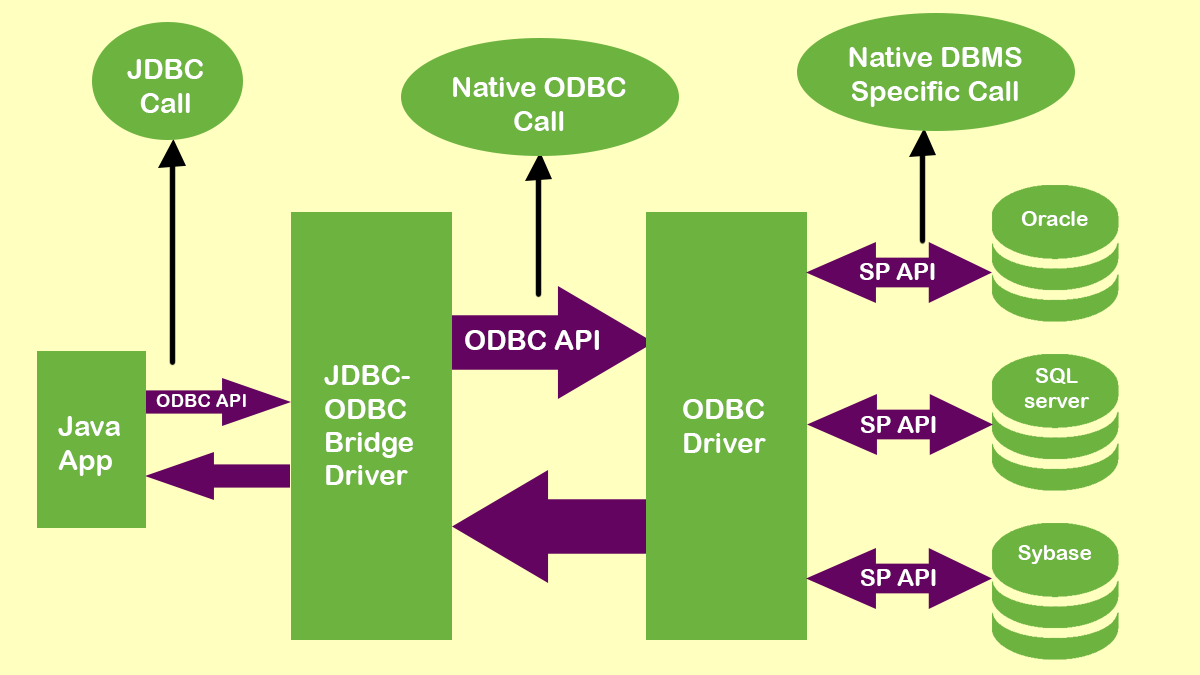 JDBC
Call
Native ODBC
Call
Native DBMS
Specific Call
Java
App
ODBC API
JDBC-
ODBC
Bridge
Driver
ODBC API
ODBC
Driver
SP API
Oracle
SP API
SQL
server
SP API
Sybase